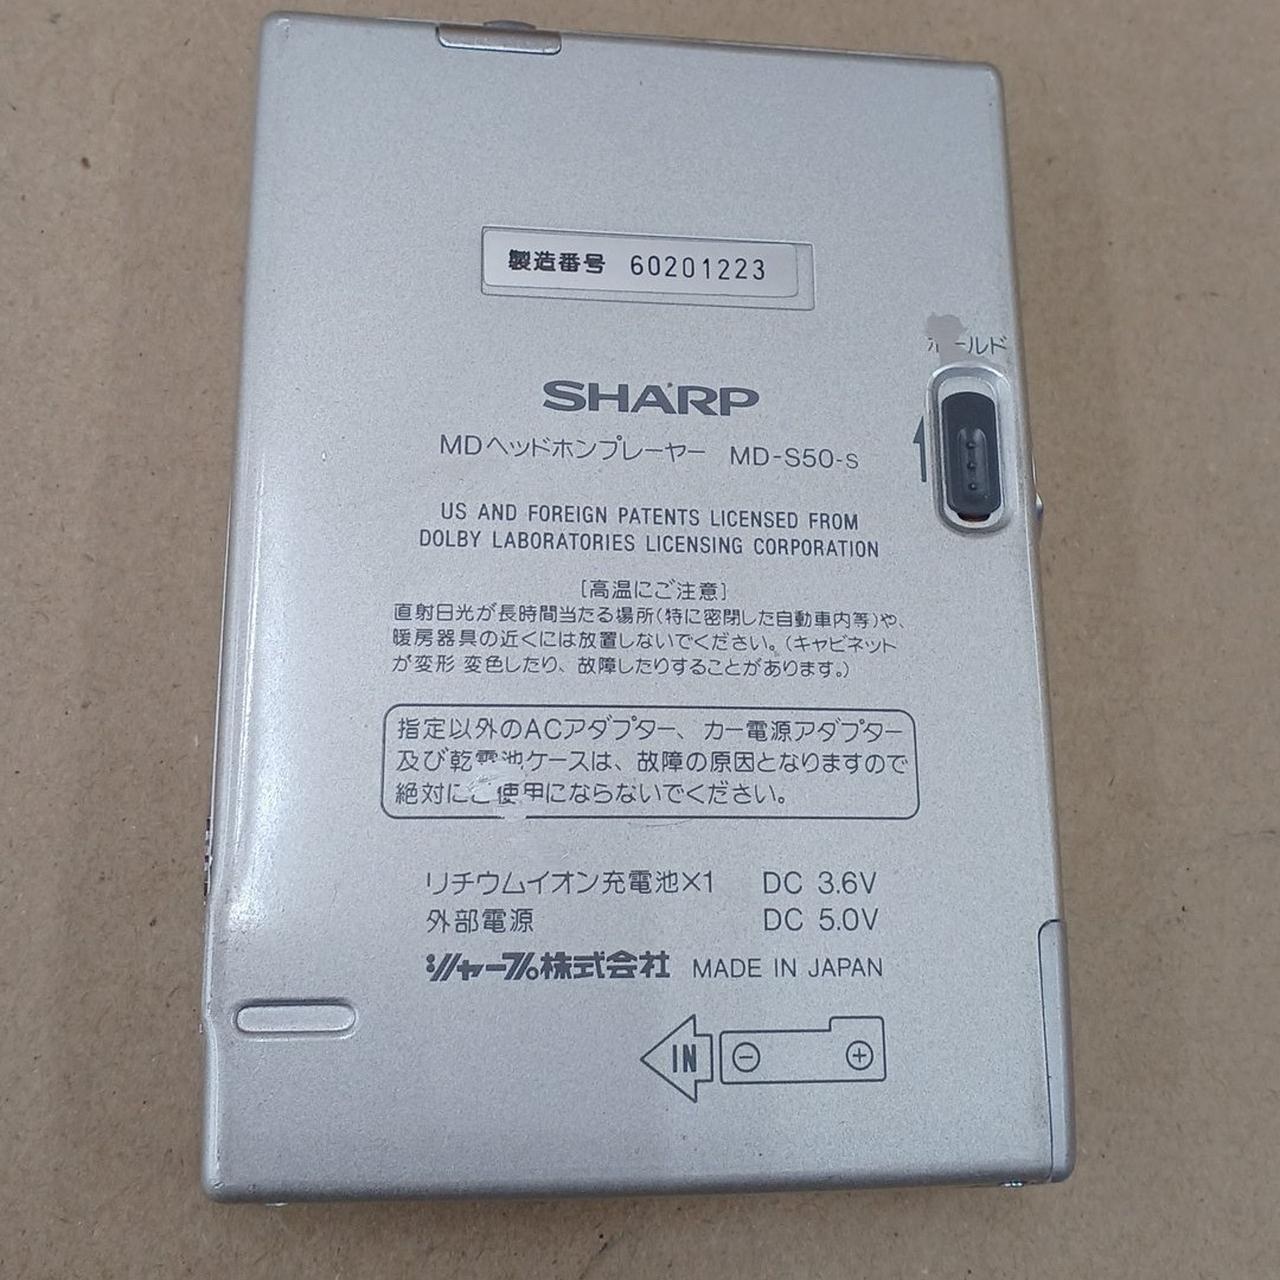 製造番号 60201223
ホールド
SHARP
MDヘッドホンプレーヤー MD-S50-S
US AND FOREIGN PATENTS LICENSED FROM
DOLBY LABORATORIES LICENSING CORPORATION
[高温にご注意]
直射日光が長時間当たる場所(特に密閉した自動車内等)や、
暖房器具の近くには放置しないでください。(キャビネット
が変形 変色したり、故障したりすることがあります。)
指定以外のACアダプター、カー電源アダプター
及び乾電池ケースは、故障の原因となりますので
絶対にご使用にならないでください。
リチウムイオン充電池×1 DC 3.6V
外部電源 DC 5.0V
シャープ株式会社 MADE IN JAPAN
IN ⊖ ⊕